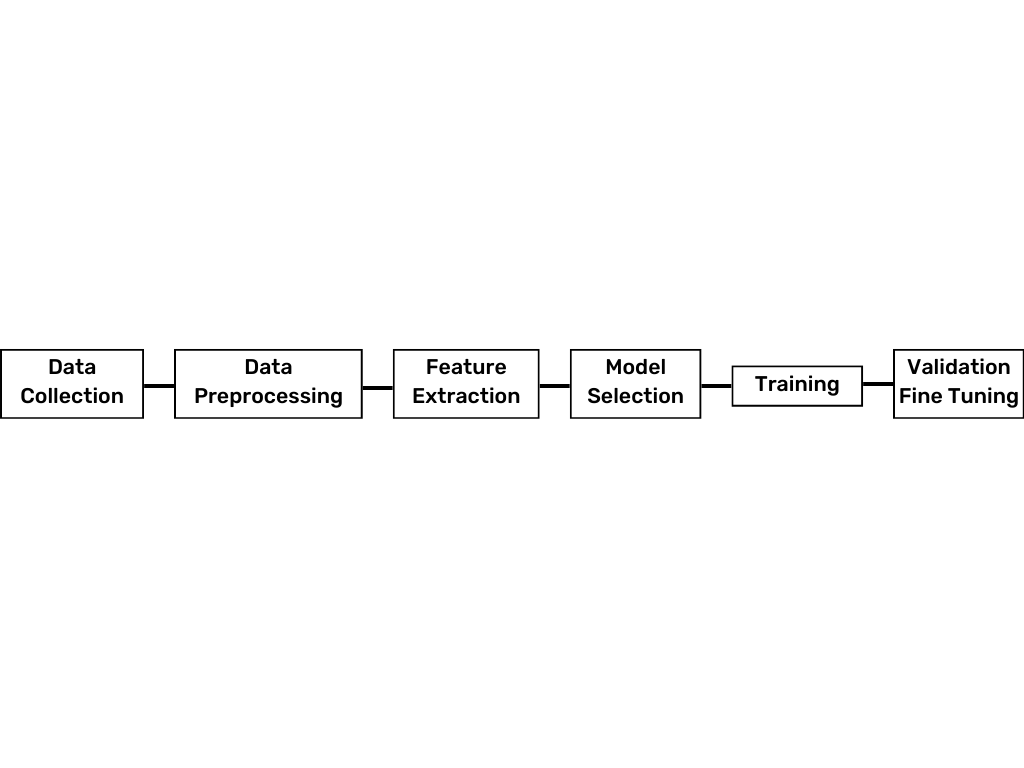 Data
Collection
Data
Preprocessing
Feature
Extraction
Model
Selection
Training
Validation
Fine Tuning